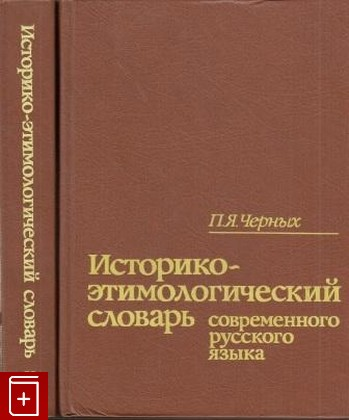 Историко-этимологический словарь
П.Я.Черных
Историко-
этимологический
словарь современного
русского
языка